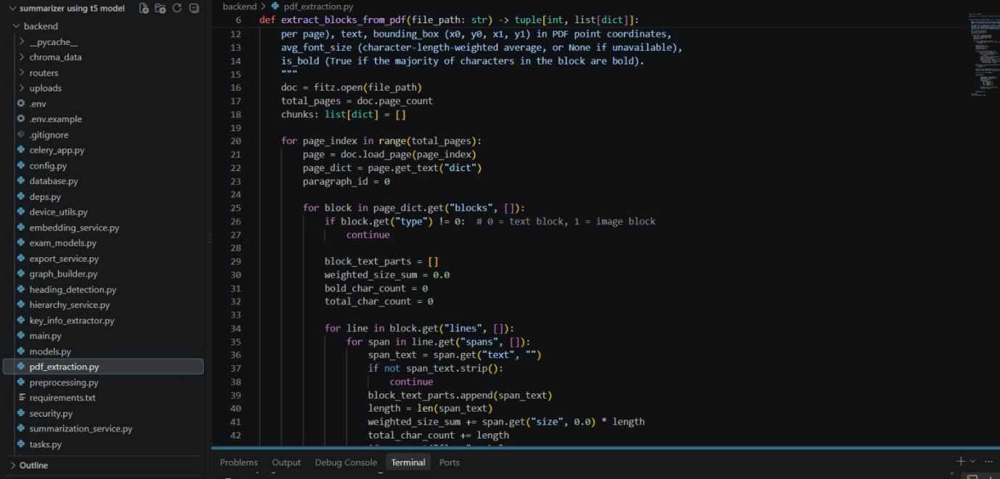 summarizer using t5 model
backend
__pycache__
chroma_data
routers
uploads
.env
.env.example
.gitignore
celery_app.py
config.py
database.py
deps.py
device_utils.py
embedding_service.py
exam_models.py
export_service.py
graph_builder.py
heading_detection.py
hierarchy_service.py
key_info_extractor.py
main.py
models.py
pdf_extraction.py
preprocessing.py
requirements.txt
security.py
summarization_service.py
tasks.py
Outline
backend > pdf_extraction.py
6 def extract_blocks_from_pdf(file_path: str) -> tuple[int, list[dict]]:
12 per page), text, bounding_box (x0, y0, x1, y1) in PDF point coordinates,
13 avg_font_size (character-length-weighted average, or None if unavailable),
14 is_bold (True if the majority of characters in the block are bold).
15 """
16 doc = fitz.open(file_path)
17 total_pages = doc.page_count
18 chunks: list[dict] = []
19
20 for page_index in range(total_pages):
21 page = doc.load_page(page_index)
22 page_dict = page.get_text("dict")
23 paragraph_id = 0
24
25 for block in page_dict.get("blocks", []):
26 if block.get("type") != 0:  # 0 = text block, 1 = image block
27 continue
28
29 block_text_parts = []
30 weighted_size_sum = 0.0
31 bold_char_count = 0
32 total_char_count = 0
33
34 for line in block.get("lines", []):
35 for span in line.get("spans", []):
36 span_text = span.get("text", "")
37 if not span_text.strip():
38 continue
39 block_text_parts.append(span_text)
40 length = len(span_text)
41 weighted_size_sum += span.get("size", 0.0) * length
42 total_char_count += length
Problems Output Debug Console Terminal Ports